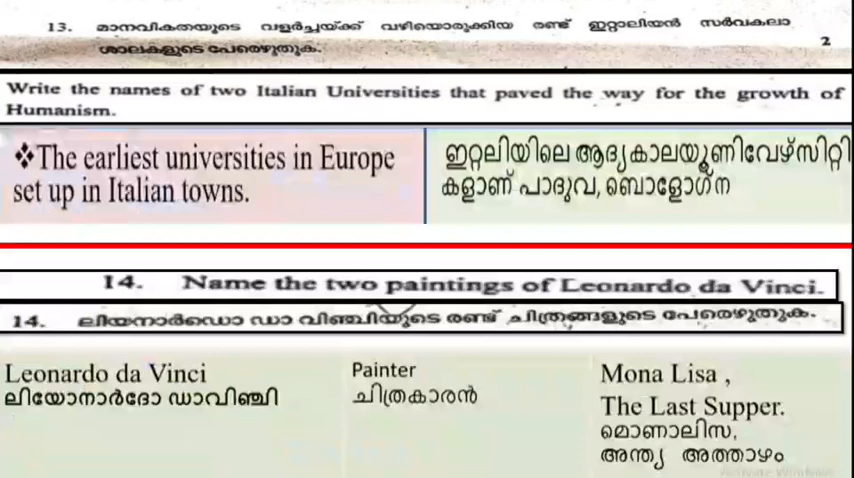 13. മാനവികതയുടെ വളർച്ചയ്ക്ക് വഴിയൊരുക്കിയ രണ്ട് ഇറ്റാലിയൻ സർവകലാ
ശാലകളുടെ പേരെഴുതുക.
2
Write the names of two Italian Universities that paved the way for the growth of
Humanism.
❖The earliest universities in Europe
set up in Italian towns.
ഇറ്റലിയിലെ ആദ്യകാലയൂണിവേഴ്സിറ്റി
കളാണ് പാദുവ, ബൊളോഗ്ന
14. Name the two paintings of Leonardo da Vinci.
14. ലിയനാർഡൊ ഡാ വിഞ്ചിയുടെ രണ്ട് ചിത്രങ്ങളുടെ പേരെഴുതുക.
Leonardo da Vinci
ലിയോനാർദോ ഡാവിഞ്ചി
Painter
ചിത്രകാരൻ
Mona Lisa ,
The Last Supper.
മൊണാലിസ,
അന്ത്യ അത്താഴം